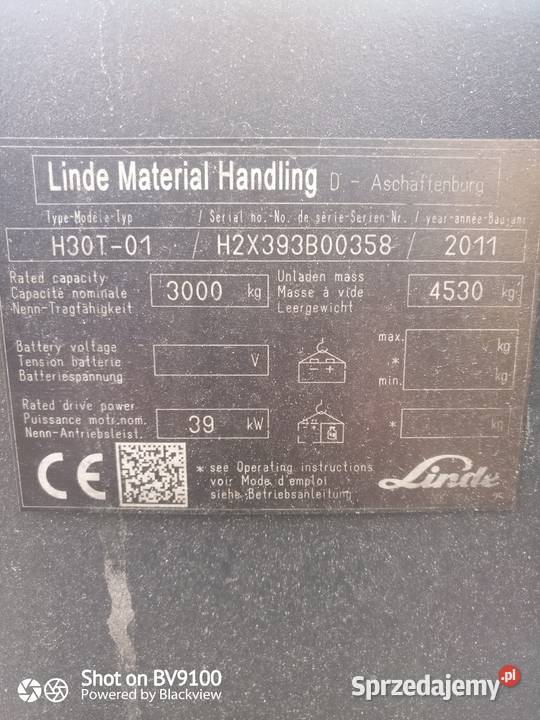 Linde Material Handling D - Aschaffenburg
Type-Modèle-Typ / Serial no.-No. de série-Serien-Nr. / year-année-Baujahr
H30T-01 / H2X393B00358 / 2011
Rated capacity
Capacité nominale
Nenn-Tragfähigkeit
3000 kg
Unladen mass
Masse à vide
Leergewicht
4530 kg
Battery voltage
Tension batterie
Batteriespannung
V
max. kg
*
min. kg
Rated drive power
Puissance motr.nom.
Nenn-Antriebsleist.
39 kW
* kg
CE
* see Operating instructions
voir Mode d'emploi
siehe Betriebsanleitung
Linde
Shot on BV9100
Powered by Blackview
Sprzedajemy.pl